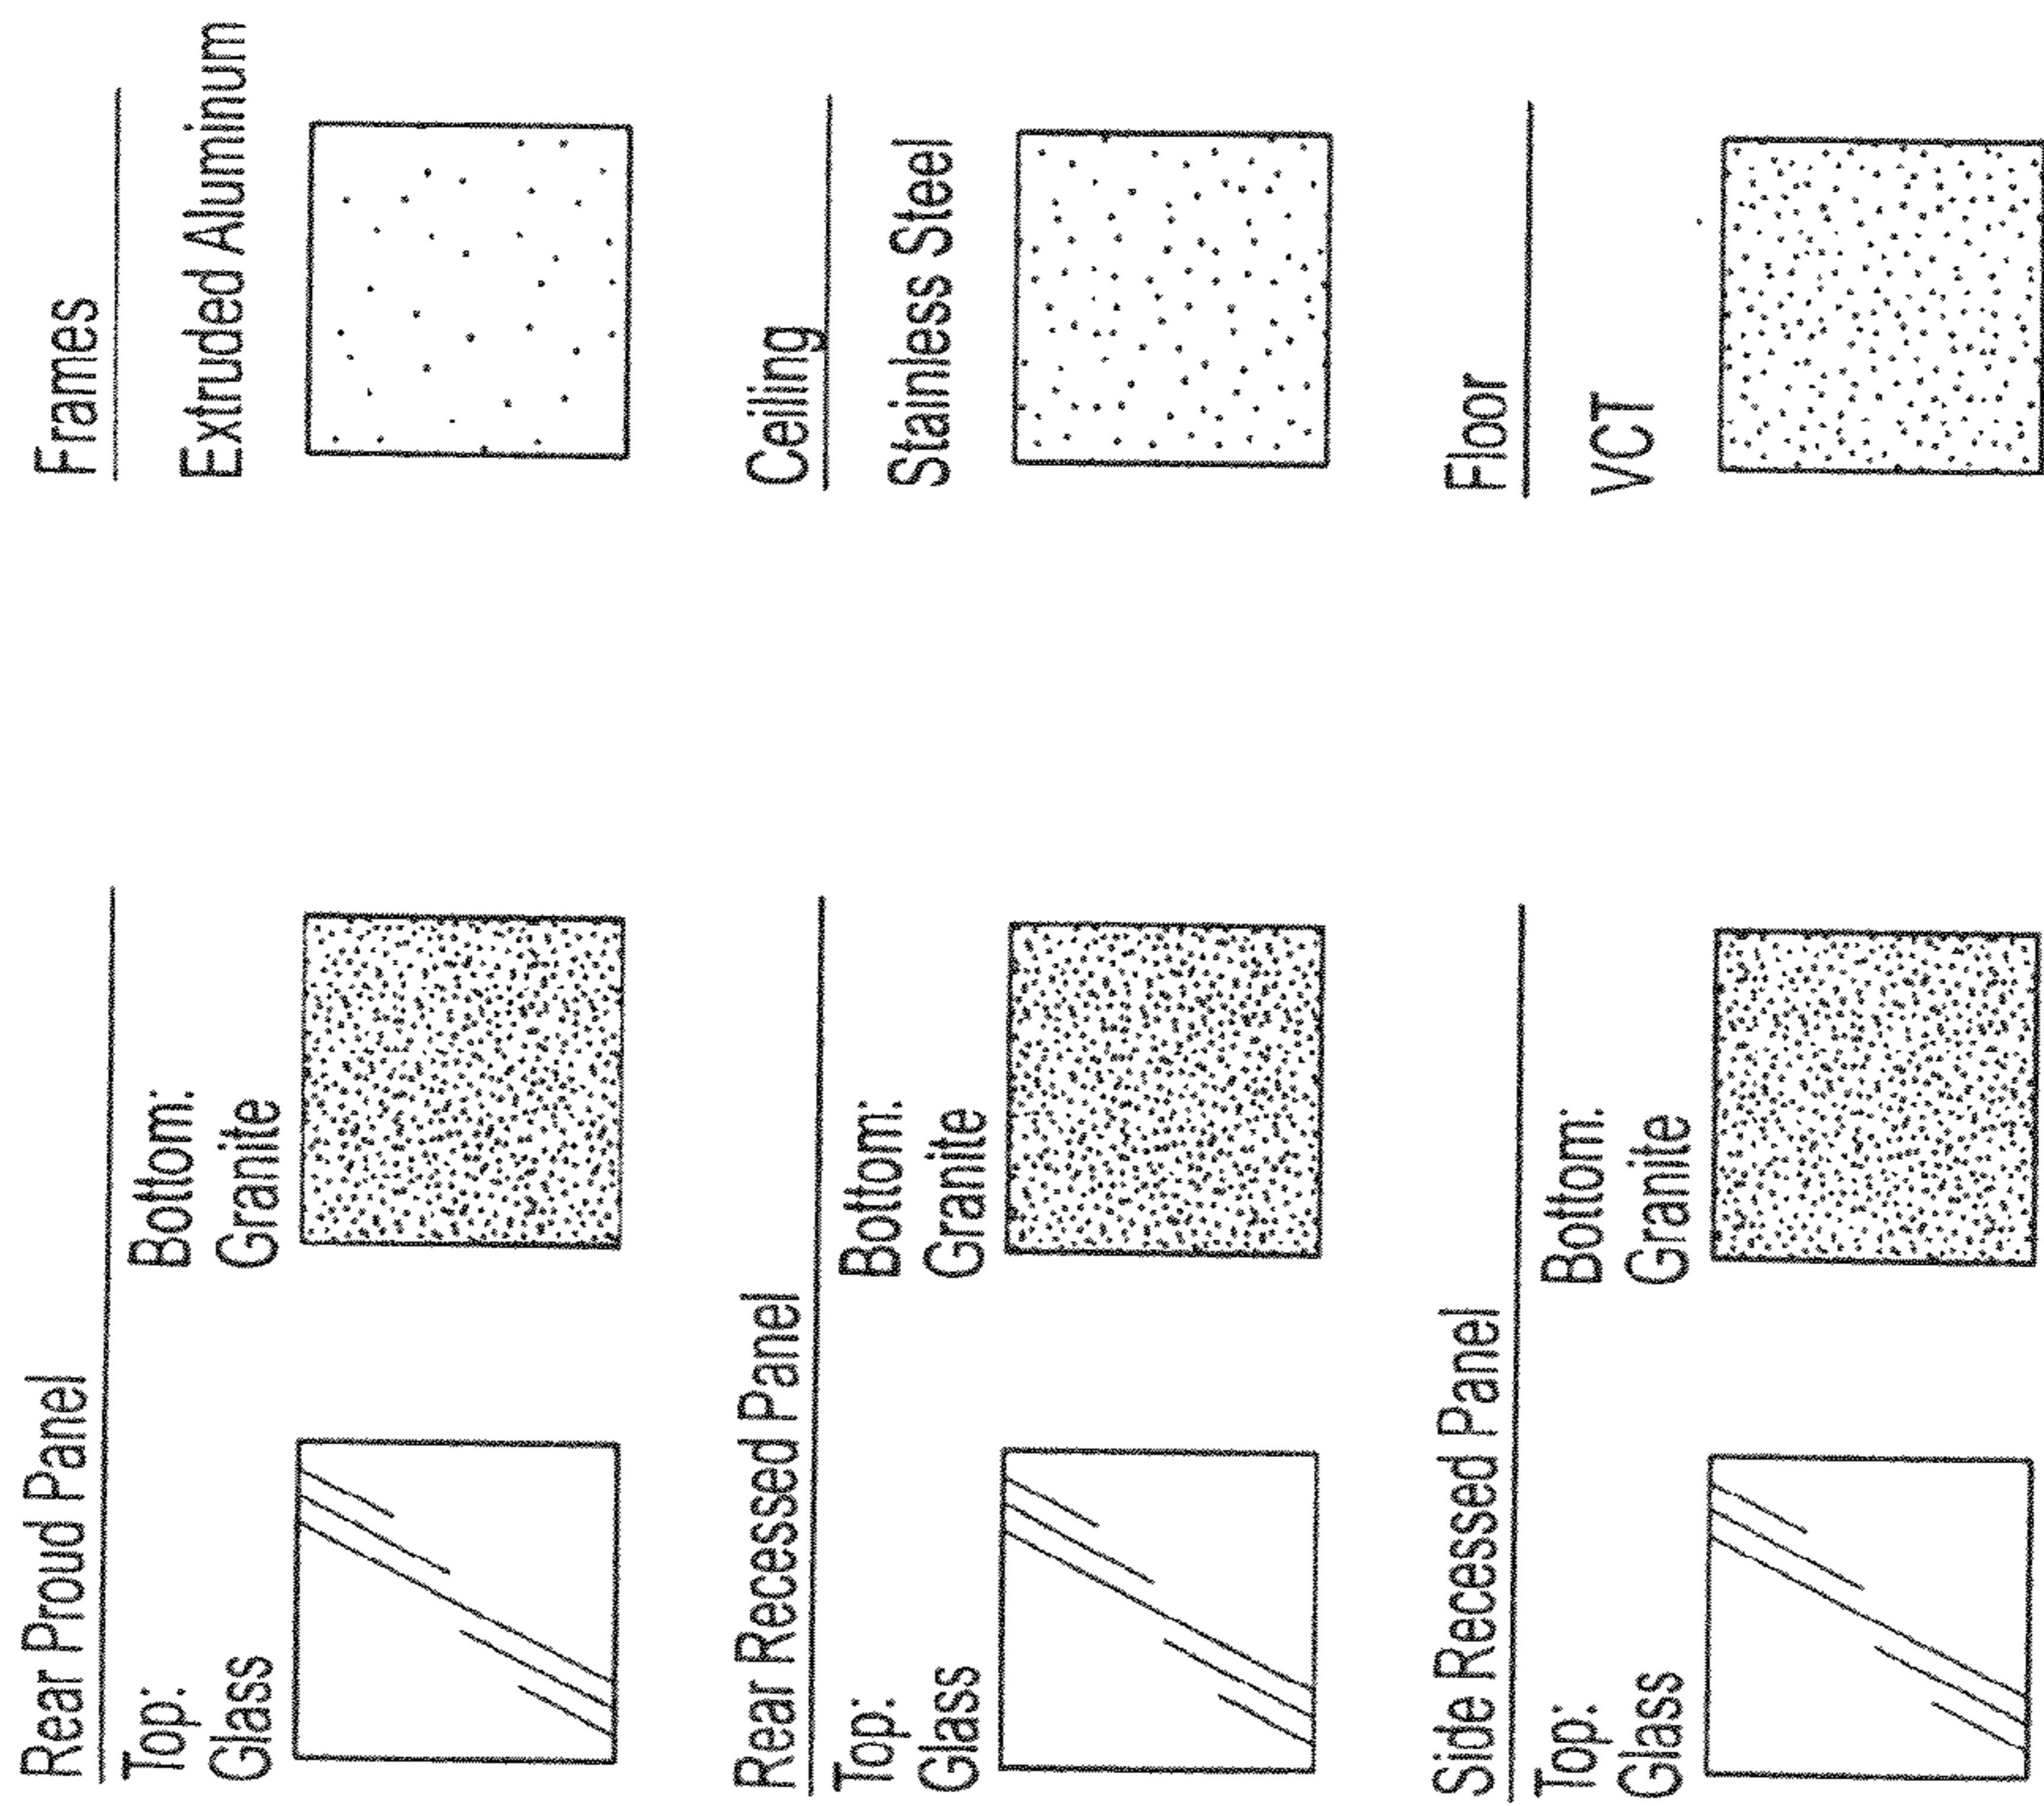 Rear Proud Panel
Top:
Glass
Bottom:
Granite
Frames
Extruded Aluminum
Rear Recessed Panel
Top:
Glass
Bottom:
Granite
Ceiling
Stainless Steel
Side Recessed Panel
Top:
Glass
Bottom:
Granite
Floor
VCT